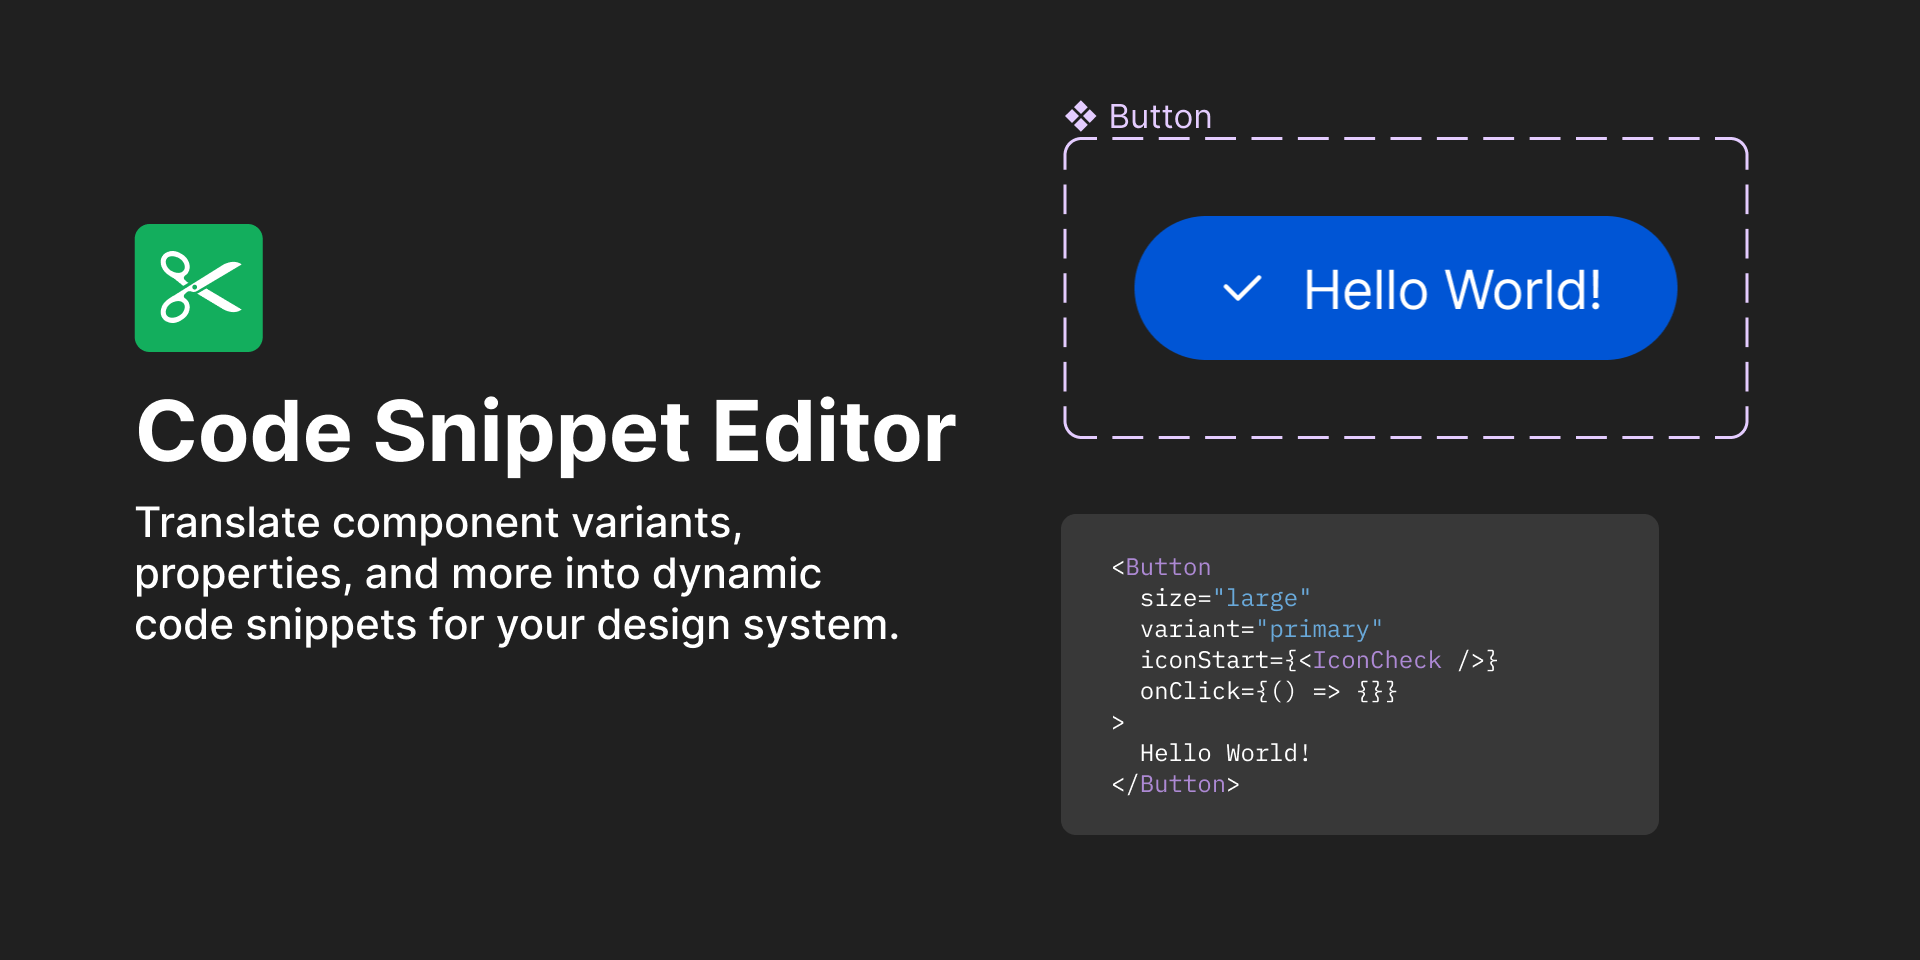 Code Snippet Editor
Translate component variants,
properties, and more into dynamic
code snippets for your design system.
Button
Hello World!
<Button
  size="large"
  variant="primary"
  iconStart={<IconCheck />}
  onClick={() => {}}
>
  Hello World!
</Button>